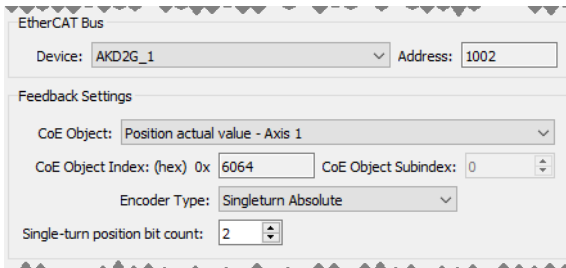 EtherCAT Bus
Device: AKD2G_1 Address: 1002
Feedback Settings
CoE Object: Position actual value - Axis 1
CoE Object Index: (hex) 0x 6064 CoE Object Subindex: 0
Encoder Type: Singleturn Absolute
Single-turn position bit count: 2